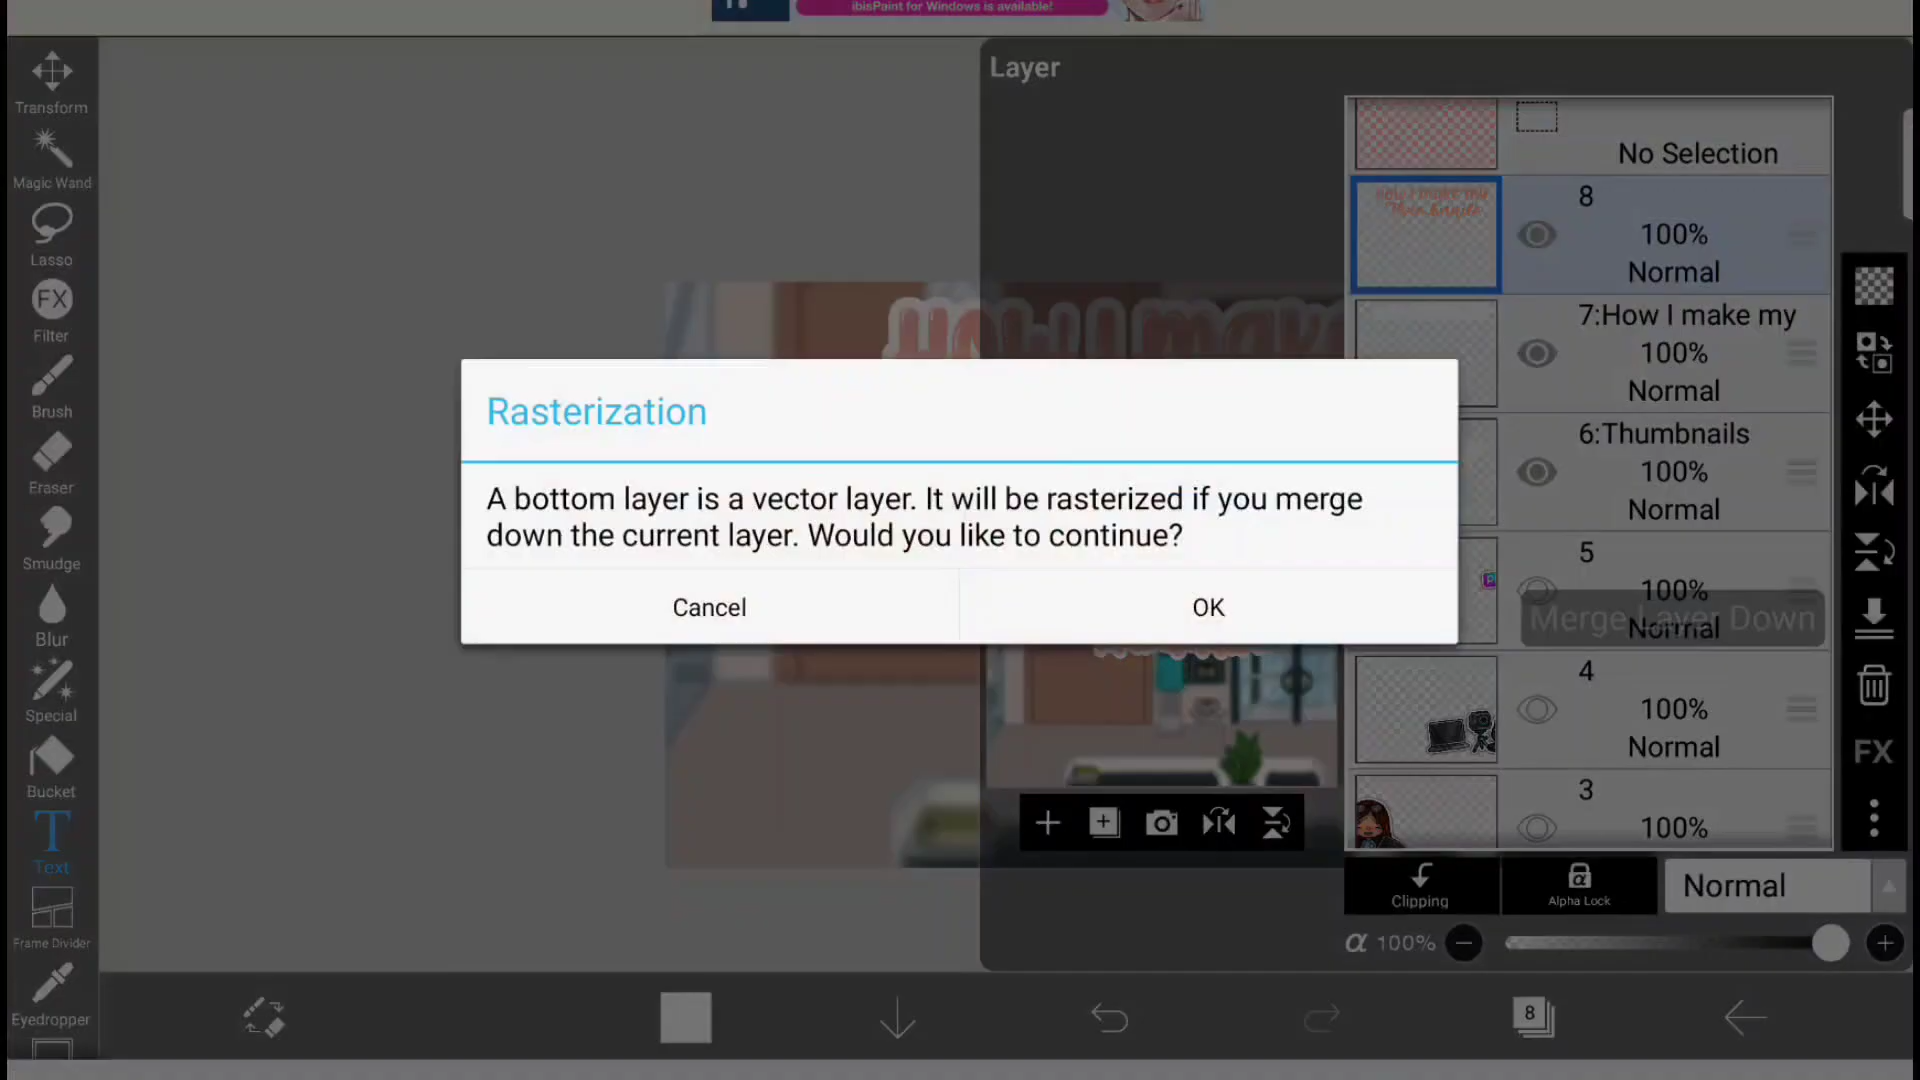 ibisPaint for Windows is available!
Layer
Transform
Magic Wand
Lasso
FX
Filter
Brush
Eraser
Smudge
Blur
Special
Bucket
T
Text
Frame Divider
Eyedropper
No Selection
8
100%
Normal
7:How I make my
100%
Normal
6:Thumbnails
100%
Normal
5
100%
Normal
Merge Layer Down
4
100%
Normal
3
100%
How I make
Rasterization
A bottom layer is a vector layer. It will be rasterized if you merge
down the current layer. Would you like to continue?
Cancel
OK
FX
Clipping
Alpha Lock
Normal
α 100%
8